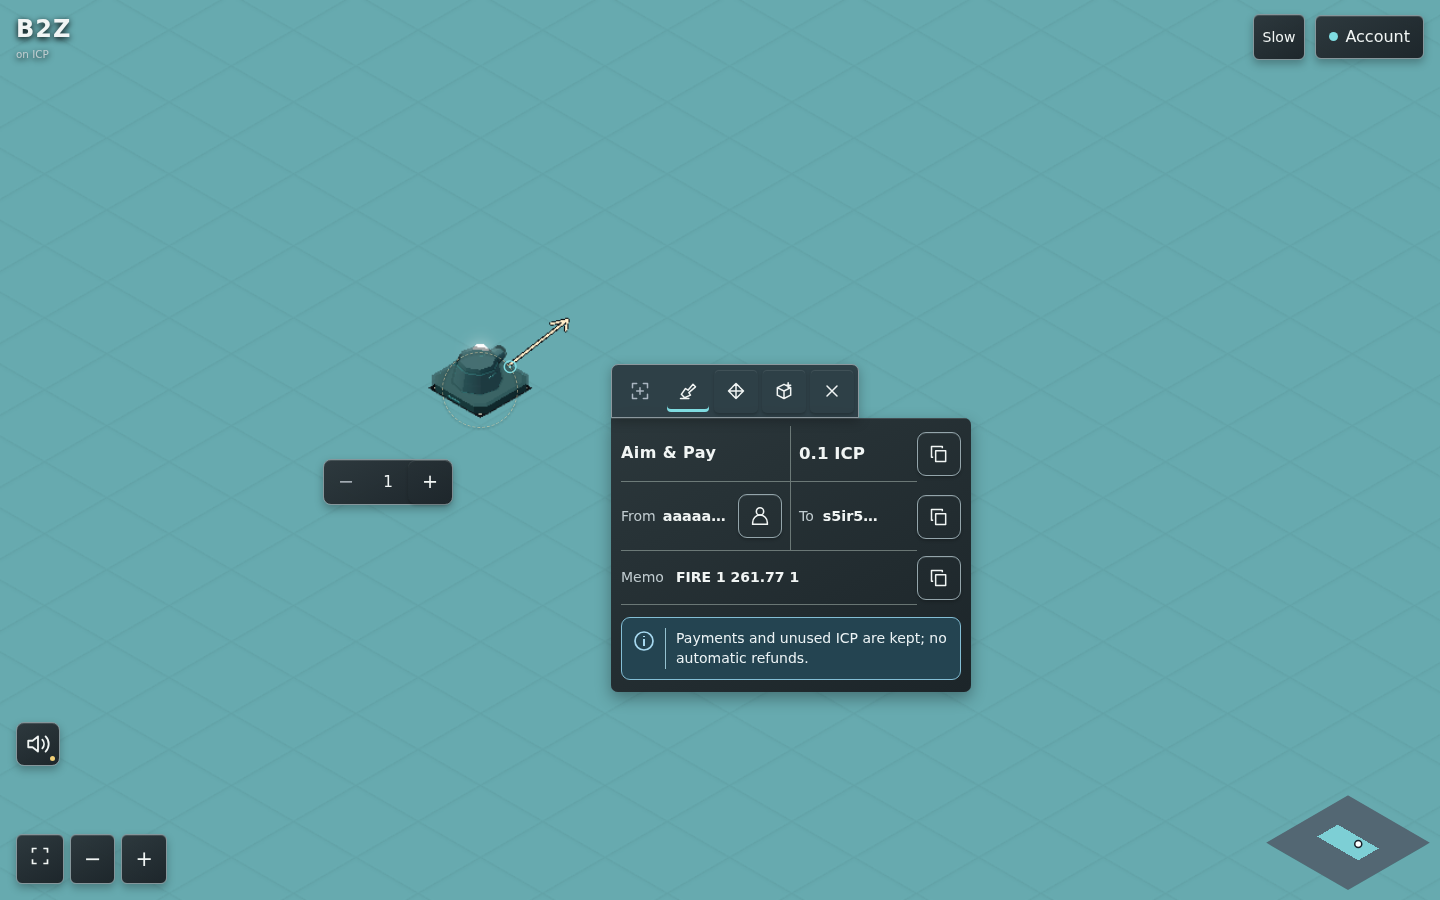 B2Z
on ICP
Slow
Account
1
Aim & Pay
0.1 ICP
From aaaaa…
To s5ir5…
Memo FIRE 1 261.77 1
Payments and unused ICP are kept; no
automatic refunds.